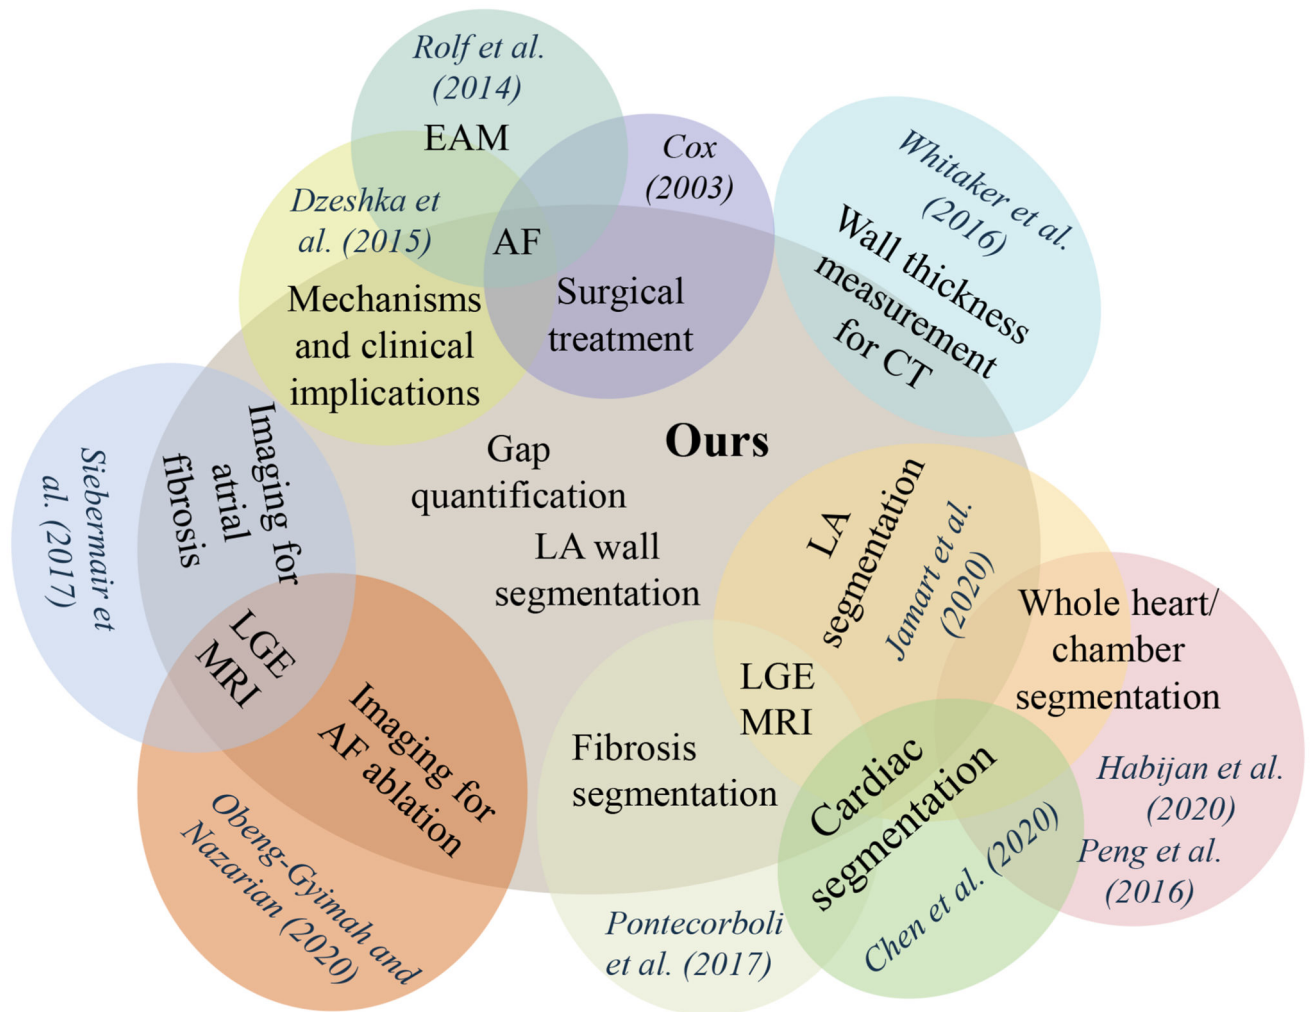 Rolf et al.
(2014)
EAM
Cox
(2003)
Dzeshka et
al. (2015)
AF
Mechanisms
and clinical
implications
Surgical
treatment
Whitaker et al.
(2016)
Wall thickness
measurement
for CT
Siebermair et
al. (2017)
Imaging for
atrial
fibrosis
Ours
Gap
quantification
LA wall
segmentation
LA
segmentation
Jamart et al.
(2020)
Whole heart/
chamber
segmentation
Habijan et al.
(2020)
Peng et al.
(2016)
LGE
MRI
Imaging for
AF ablation
Obeng-Gyimah and
Nazarian (2020)
LGE
MRI
Fibrosis
segmentation
Pontecorboli
et al. (2017)
Cardiac
segmentation
Chen et al. (2020)